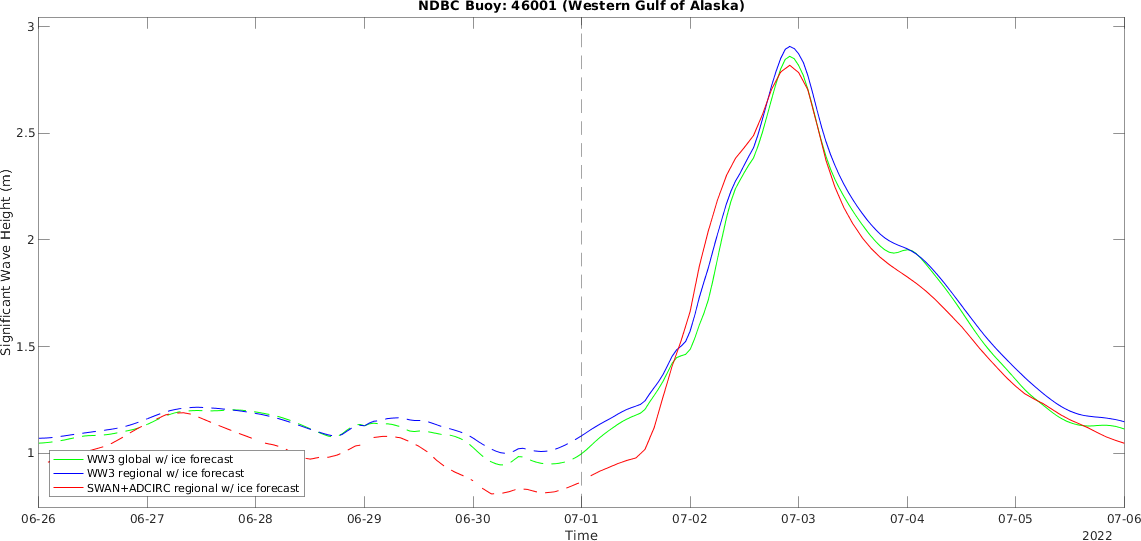 NDBC Buoy: 46001 (Western Gulf of Alaska)
3
2.5
2
1.5
1
Significant Wave Height (m)
WW3 global w/ ice forecast
WW3 regional w/ ice forecast
SWAN+ADCIRC regional w/ ice forecast
06-26 06-27 06-28 06-29 06-30 07-01 07-02 07-03 07-04 07-05 07-06
Time
2022